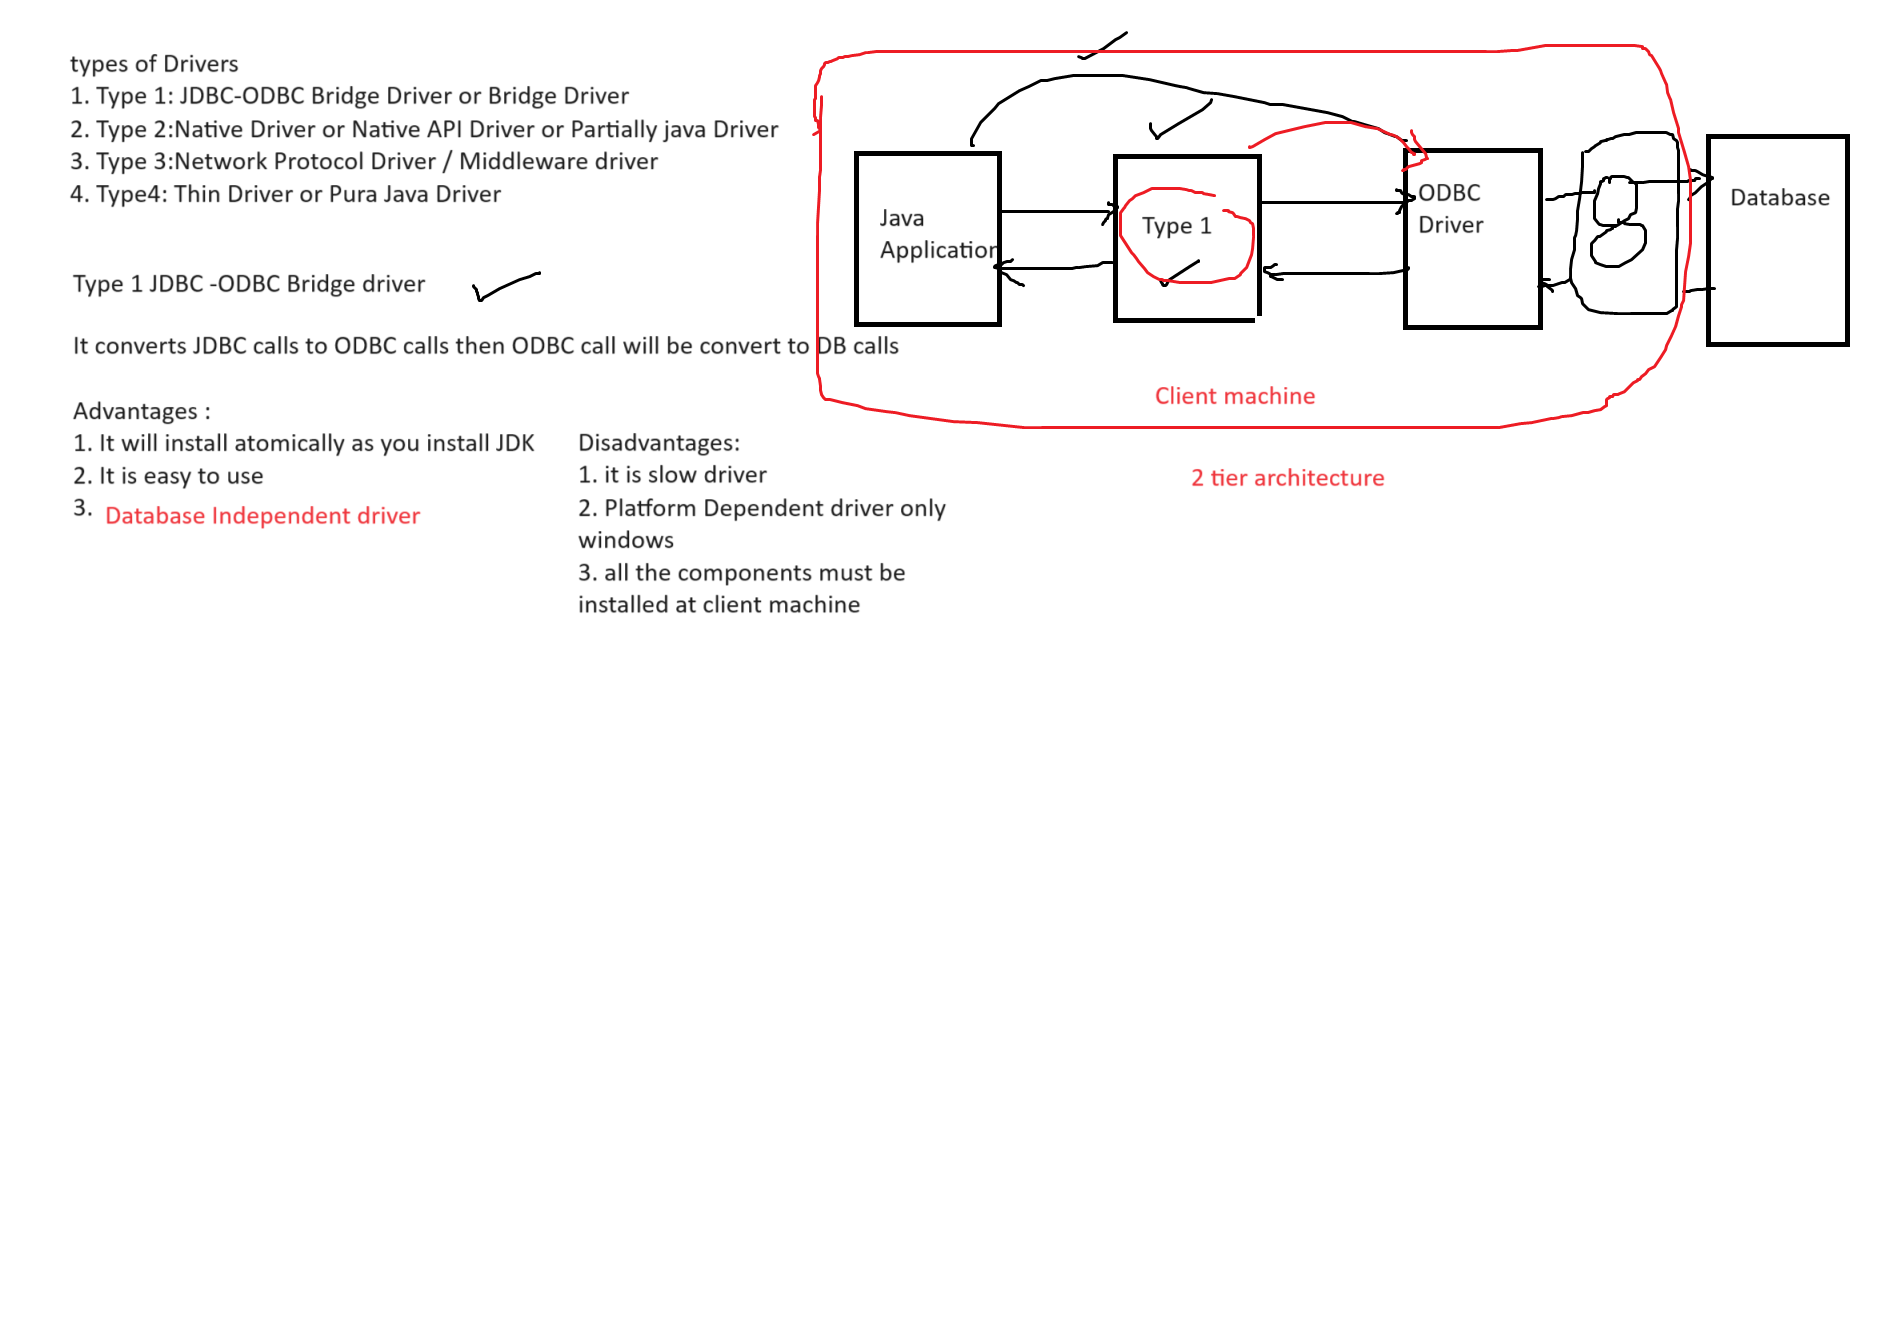 types of Drivers
1. Type 1: JDBC-ODBC Bridge Driver or Bridge Driver
2. Type 2:Native Driver or Native API Driver or Partially java Driver
3. Type 3:Network Protocol Driver / Middleware driver
4. Type4: Thin Driver or Pura Java Driver
Type 1 JDBC -ODBC Bridge driver
It converts JDBC calls to ODBC calls then ODBC call will be convert to DB calls
Advantages :
1. It will install atomically as you install JDK
2. It is easy to use
3. Database Independent driver
Disadvantages:
1. it is slow driver
2. Platform Dependent driver only
windows
3. all the components must be
installed at client machine
Java
Application
Type 1
ODBC
Driver
Database
Client machine
2 tier architecture